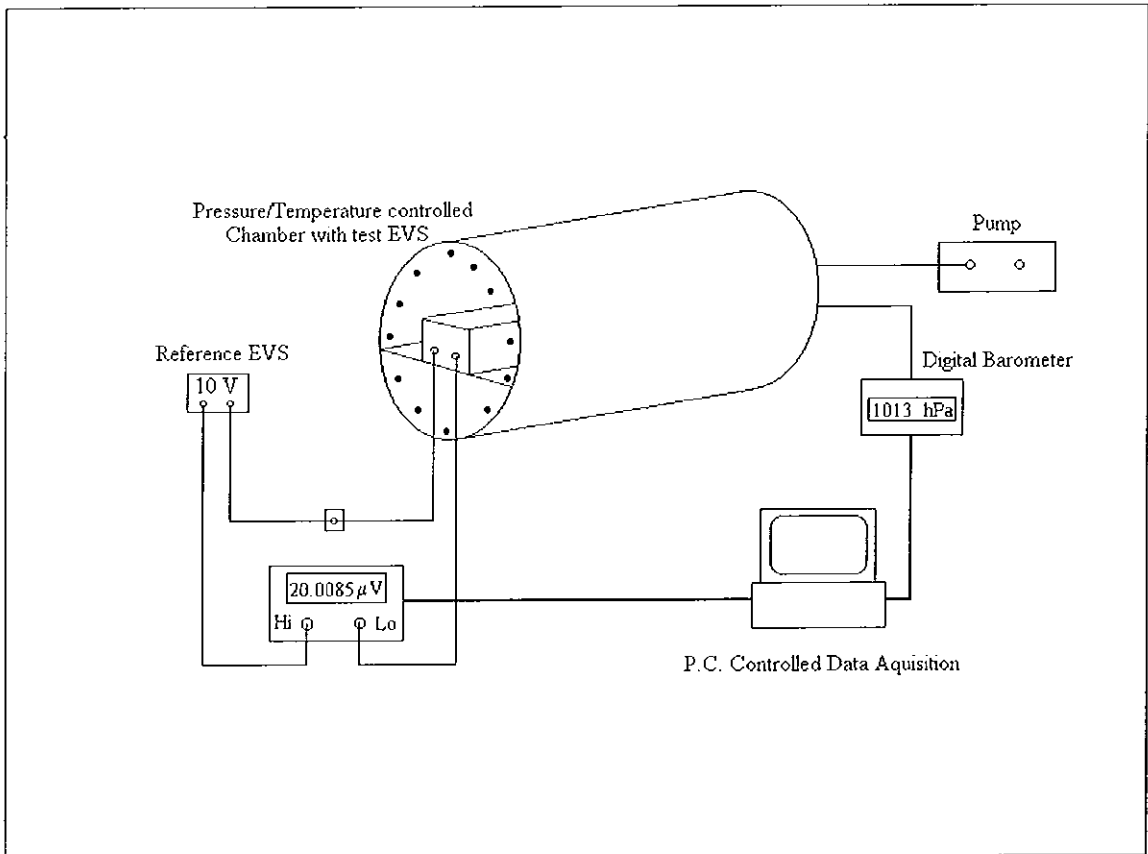 Pressure/Temperature controlled
Chamber with test EVS
Pump
Reference EVS
10 V
Digital Barometer
1013 hPa
20.0085 μV
Hi
Lo
P.C. Controlled Data Aquisition